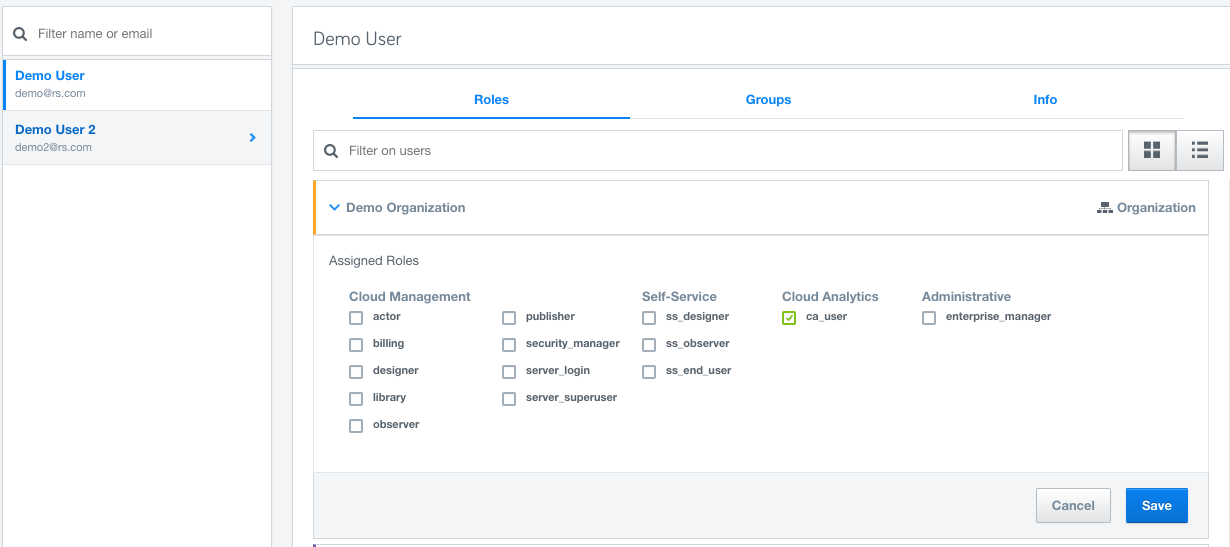 Filter name or email
Demo User
demo@rs.com
Demo User 2
demo2@rs.com
Demo User
Roles Groups Info
Filter on users
Demo Organization Organization
Assigned Roles
Cloud Management Self-Service Cloud Analytics Administrative
actor publisher ss_designer ca_user enterprise_manager
billing security_manager ss_observer
designer server_login ss_end_user
library server_superuser
observer
Cancel Save